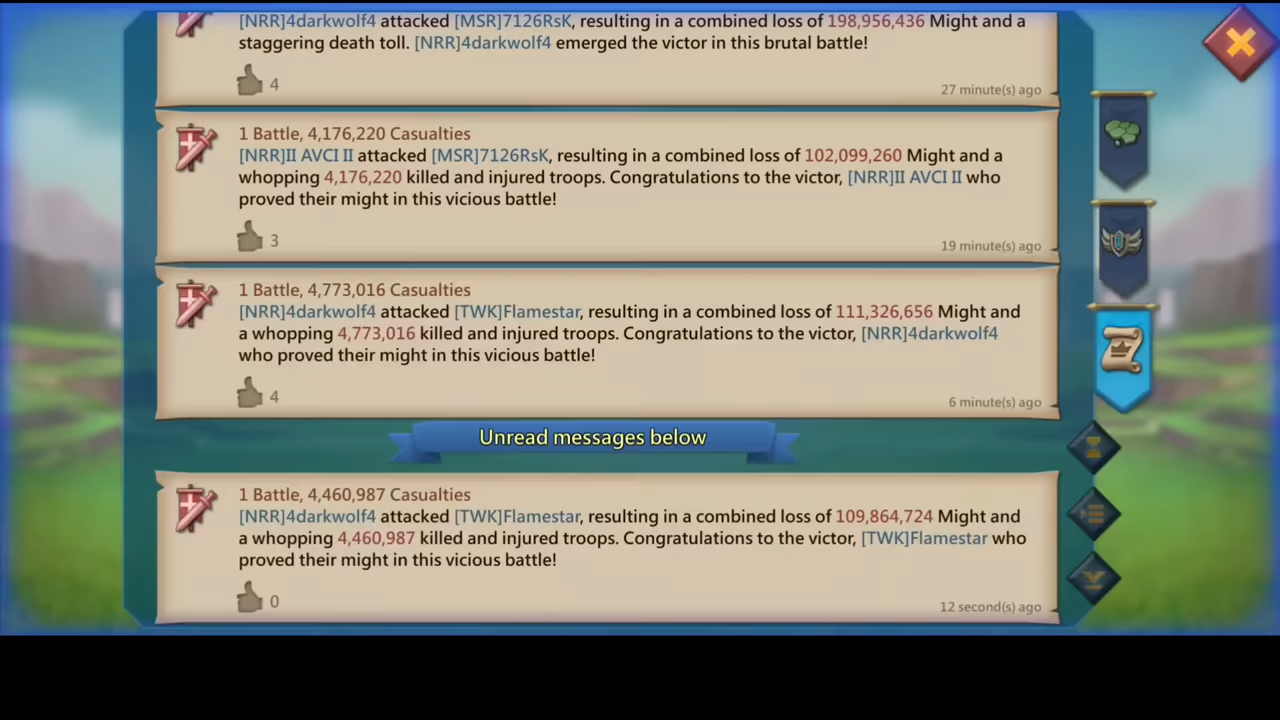 [NRR]4darkwolf4 attacked [MSR]7126RsK, resulting in a combined loss of 198,956,436 Might and a
staggering death toll. [NRR]4darkwolf4 emerged the victor in this brutal battle!
4
27 minute(s) ago
1 Battle, 4,176,220 Casualties
[NRR]II AVCI II attacked [MSR]7126RsK, resulting in a combined loss of 102,099,260 Might and a
whopping 4,176,220 killed and injured troops. Congratulations to the victor, [NRR]II AVCI II who
proved their might in this vicious battle!
3
19 minute(s) ago
1 Battle, 4,773,016 Casualties
[NRR]4darkwolf4 attacked [TWK]Flamestar, resulting in a combined loss of 111,326,656 Might and
a whopping 4,773,016 killed and injured troops. Congratulations to the victor, [NRR]4darkwolf4
who proved their might in this vicious battle!
4
6 minute(s) ago
Unread messages below
1 Battle, 4,460,987 Casualties
[NRR]4darkwolf4 attacked [TWK]Flamestar, resulting in a combined loss of 109,864,724 Might and
a whopping 4,460,987 killed and injured troops. Congratulations to the victor, [TWK]Flamestar who
proved their might in this vicious battle!
0
12 second(s) ago